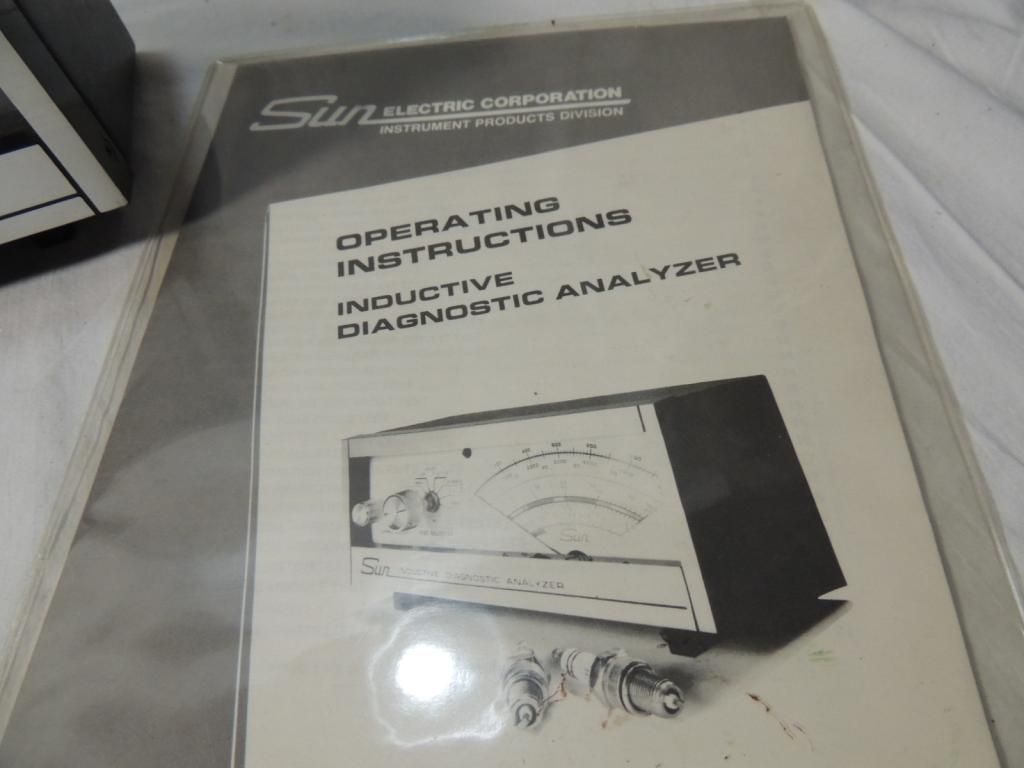 Sun ELECTRIC CORPORATION
INSTRUMENT PRODUCTS DIVISION
OPERATING
INSTRUCTIONS
INDUCTIVE
DIAGNOSTIC ANALYZER
Sun
Sun INDUCTIVE DIAGNOSTIC ANALYZER